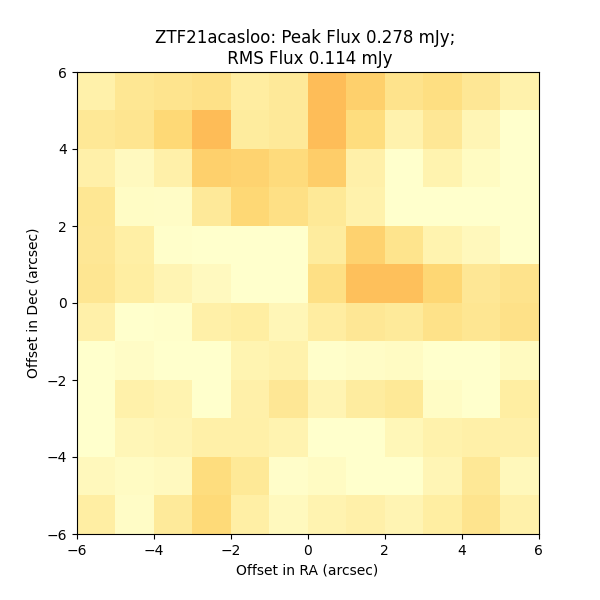 ZTF21acasloo: Peak Flux 0.278 mJy;
RMS Flux 0.114 mJy
6
4
2
0
−2
−4
−6
Offset in Dec (arcsec)
−6 −4 −2 0 2 4 6
Offset in RA (arcsec)